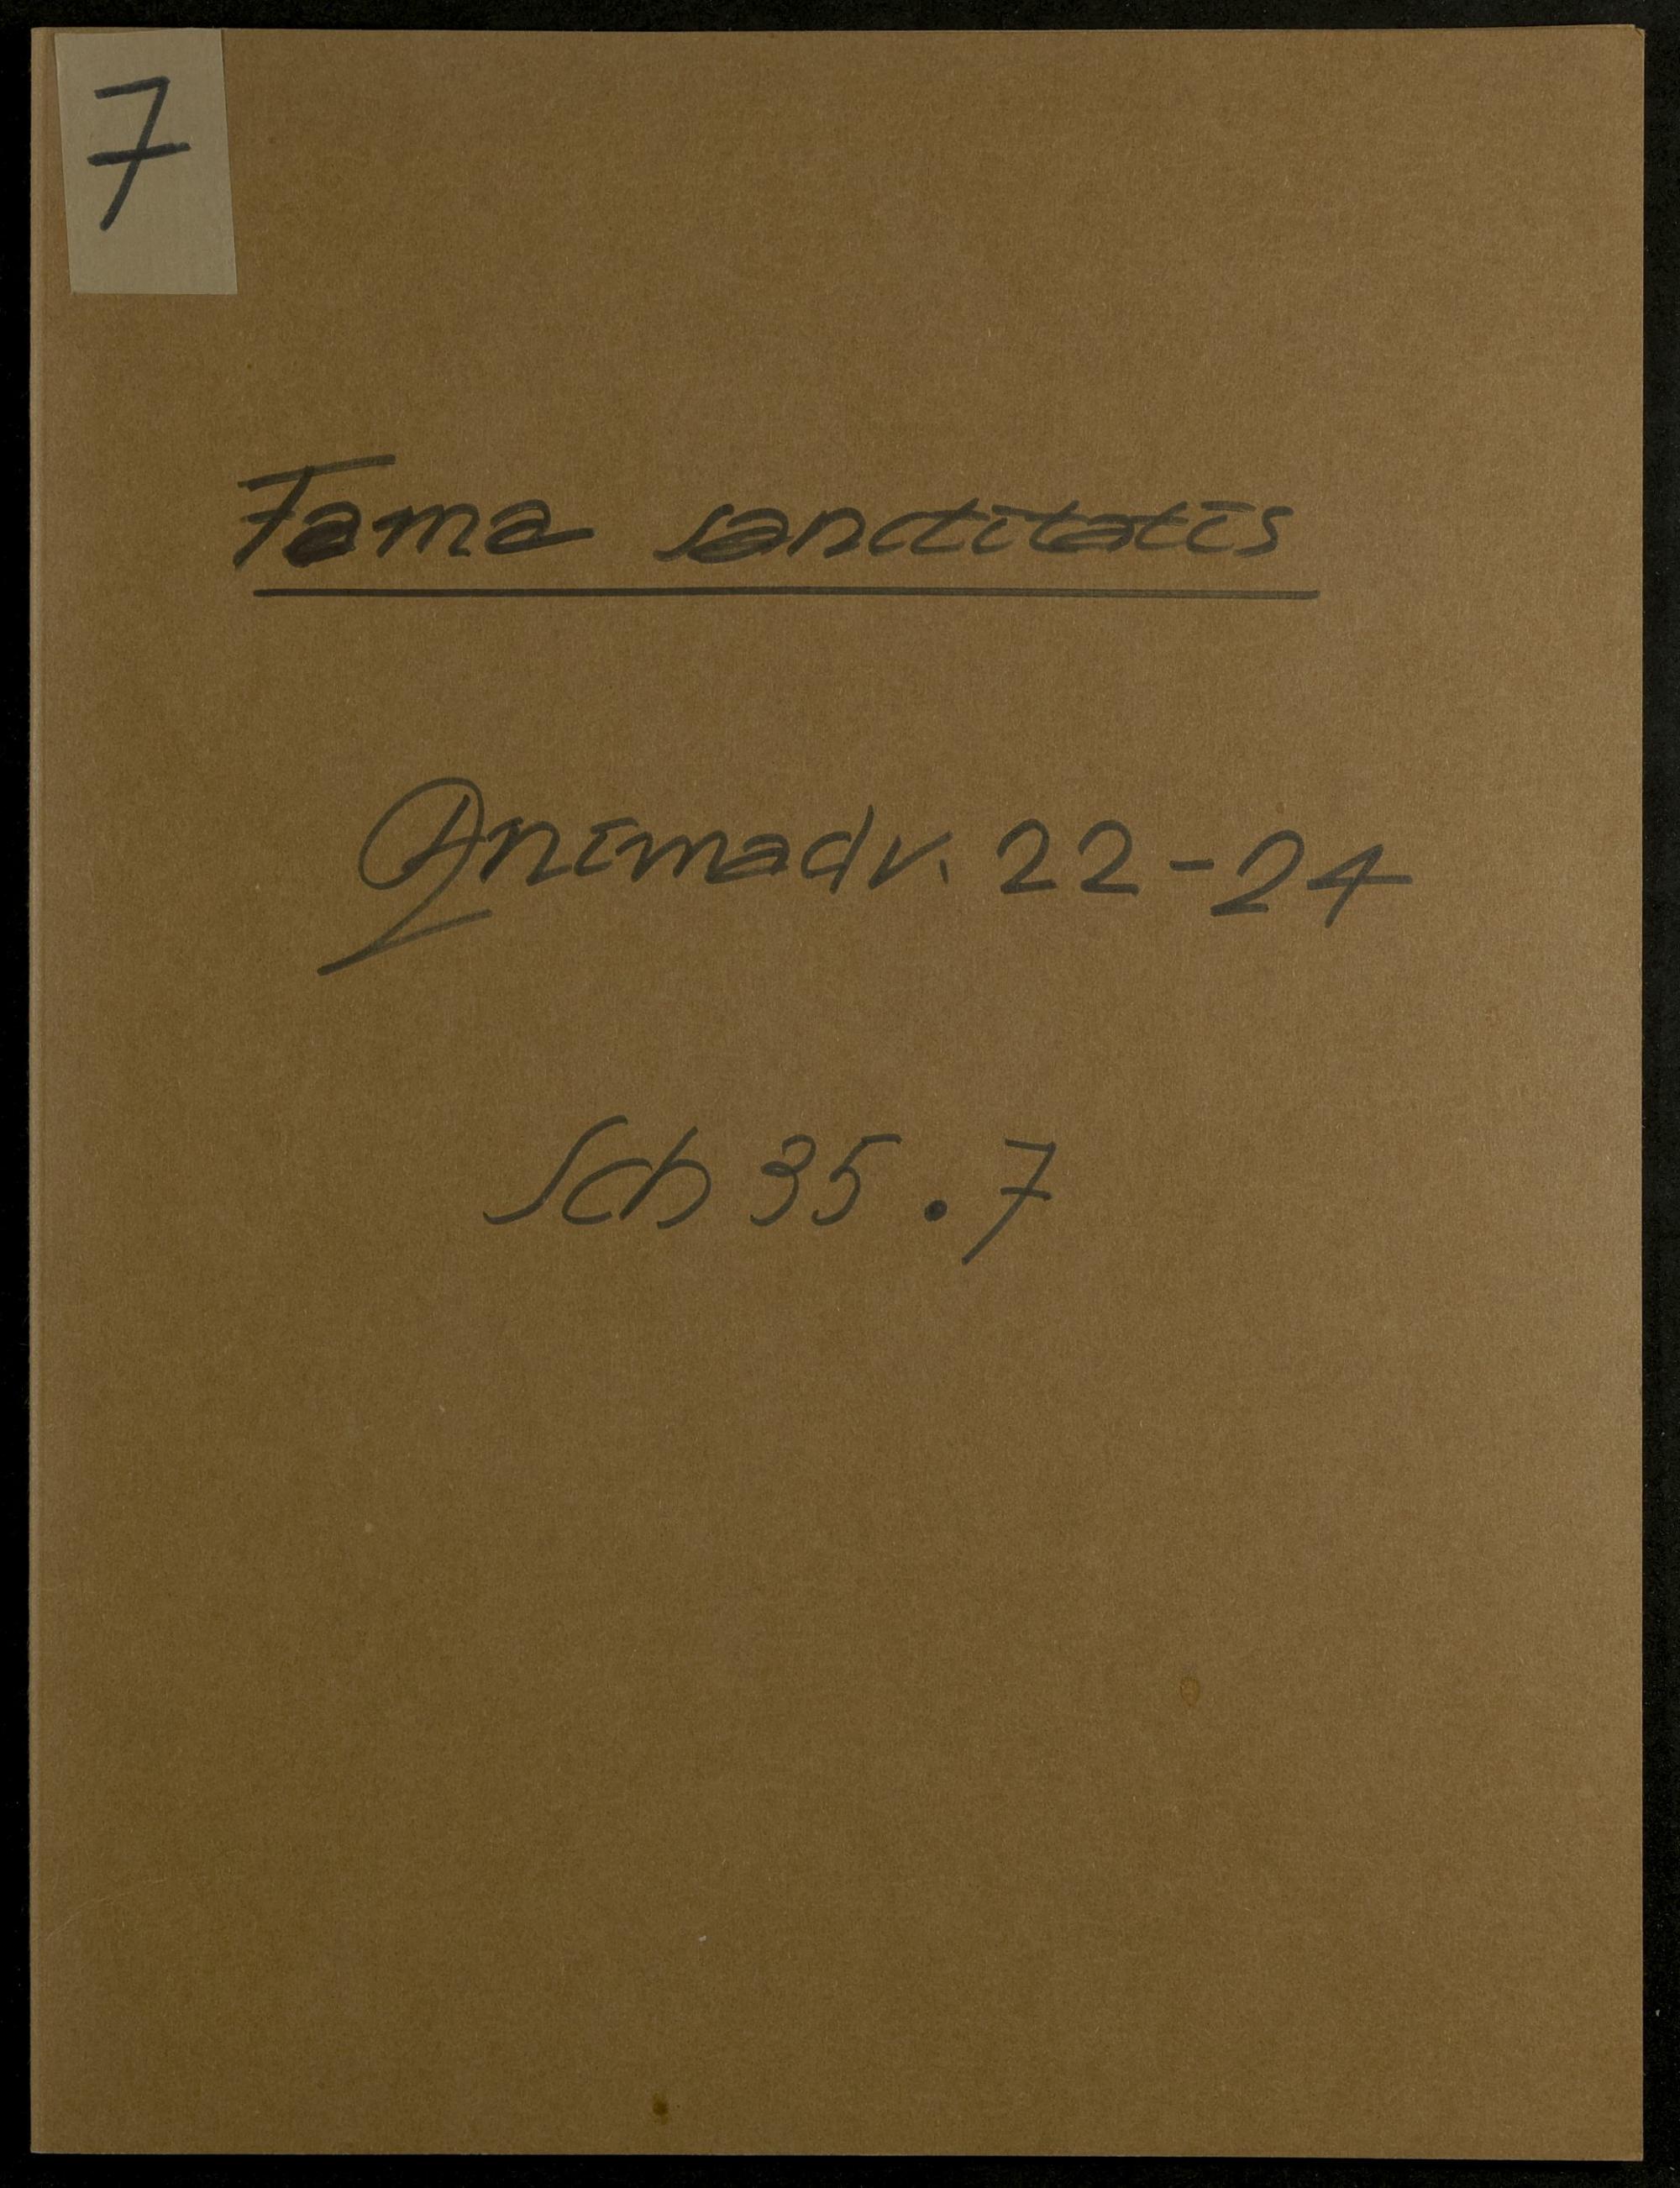 7
Fama sanctitatis
Animadv. 22-24
Sch 35.7